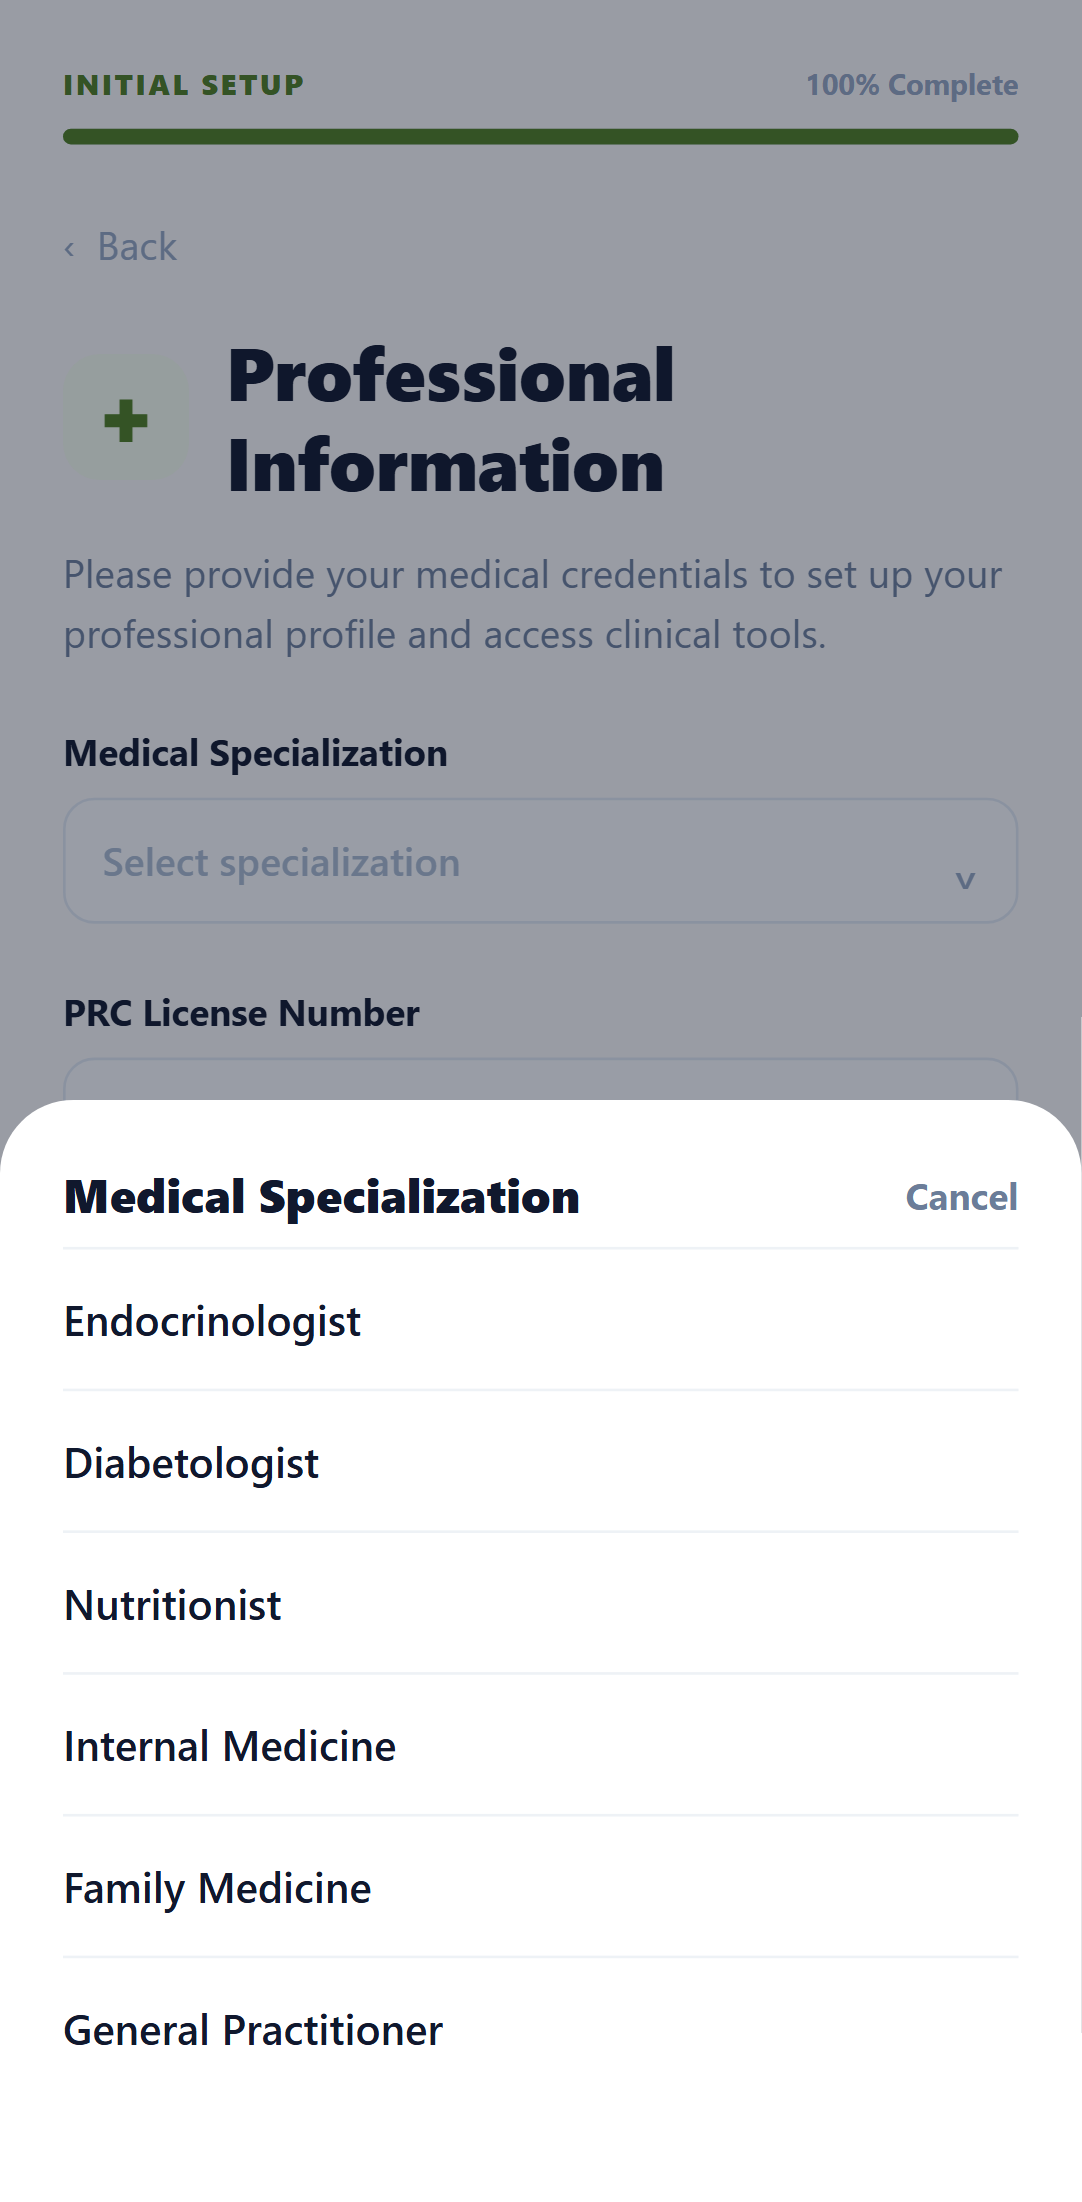 INITIAL SETUP
100% Complete
‹ Back
Professional
Information
Please provide your medical credentials to set up your
professional profile and access clinical tools.
Medical Specialization
Select specialization
v
PRC License Number
Medical Specialization
Cancel
Endocrinologist
Diabetologist
Nutritionist
Internal Medicine
Family Medicine
General Practitioner